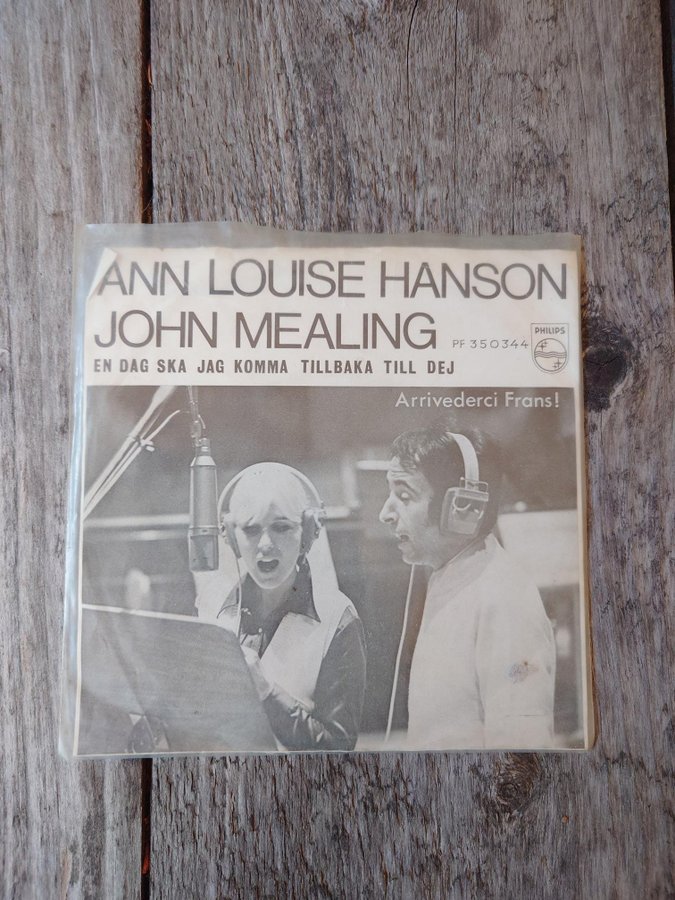 ANN LOUISE HANSON
JOHN MEALING
PF 350344
PHILIPS
EN DAG SKA JAG KOMMA TILLBAKA TILL DEJ
Arrivederci Frans!